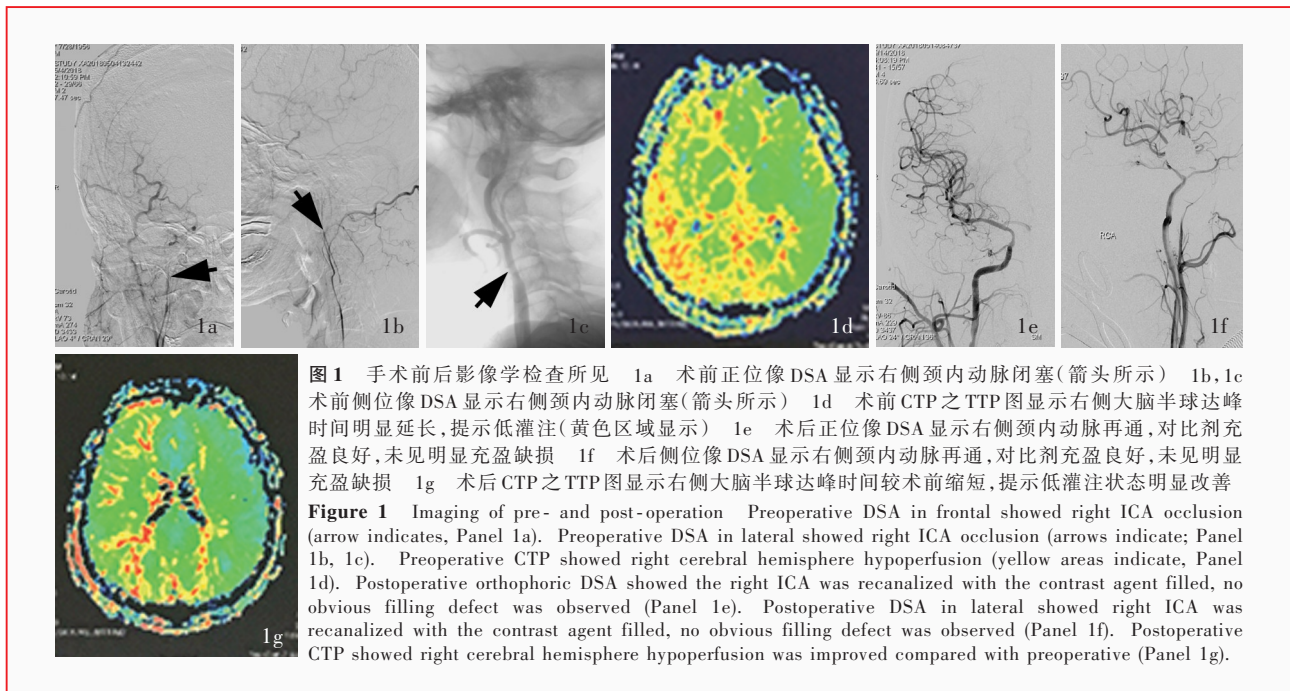 7/28/1958
STUDY XA20180504132442
5/4/2018
7.47 sec
1a
Carotid
1b
1c
1d
1e
RCA
1f
1g
图1 手术前后影像学检查所见 1a 术前正位像DSA显示右侧颈内动脉闭塞(箭头所示) 1b,1c
术前侧位像DSA显示右侧颈内动脉闭塞(箭头所示) 1d 术前CTP之TTP图显示右侧大脑半球达峰
时间明显延长,提示低灌注(黄色区域显示) 1e 术后正位像DSA显示右侧颈内动脉再通,对比剂充
盈良好,未见明显充盈缺损 1f 术后侧位像DSA显示右侧颈内动脉再通,对比剂充盈良好,未见明显
充盈缺损 1g 术后CTP之TTP图显示右侧大脑半球达峰时间较术前缩短,提示低灌注状态明显改善
Figure 1 Imaging of pre- and post-operation Preoperative DSA in frontal showed right ICA occlusion
(arrow indicates, Panel 1a). Preoperative DSA in lateral showed right ICA occlusion (arrows indicate; Panel
1b, 1c). Preoperative CTP showed right cerebral hemisphere hypoperfusion (yellow areas indicate, Panel
1d). Postoperative orthophoric DSA showed the right ICA was recanalized with the contrast agent filled, no
obvious filling defect was observed (Panel 1e). Postoperative DSA in lateral showed right ICA was
recanalized with the contrast agent filled, no obvious filling defect was observed (Panel 1f). Postoperative
CTP showed right cerebral hemisphere hypoperfusion was improved compared with preoperative (Panel 1g).